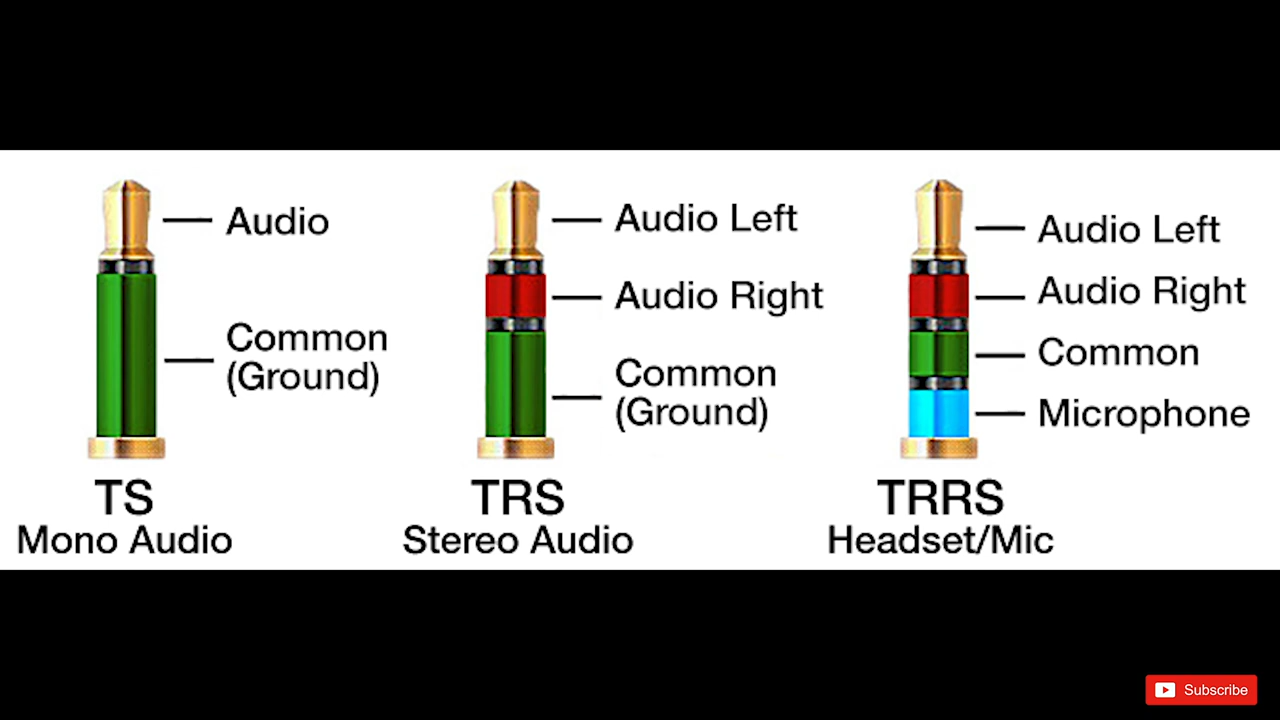 Audio
Common
(Ground)
TS
Mono Audio
Audio Left
Audio Right
Common
(Ground)
TRS
Stereo Audio
Audio Left
Audio Right
Common
Microphone
TRRS
Headset/Mic
Subscribe